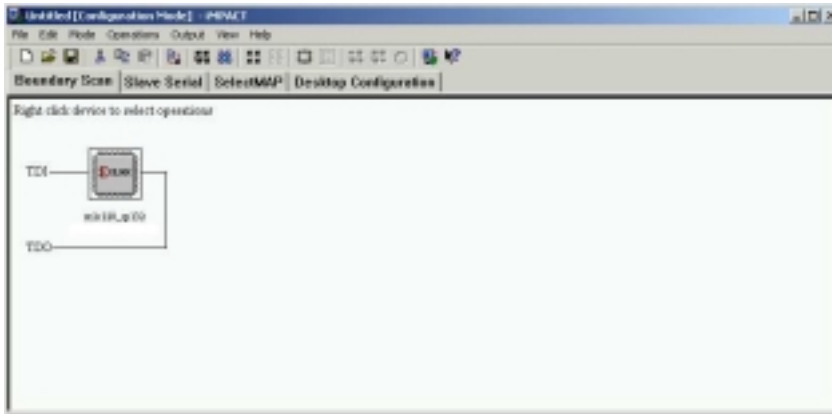 Untitled [Configuration Mode] - iMPACT
File Edit Mode Operations Output View Help
Boundary Scan Slave Serial SelectMAP Desktop Configuration
Right click device to select operations
TDI
XILINX
TDO